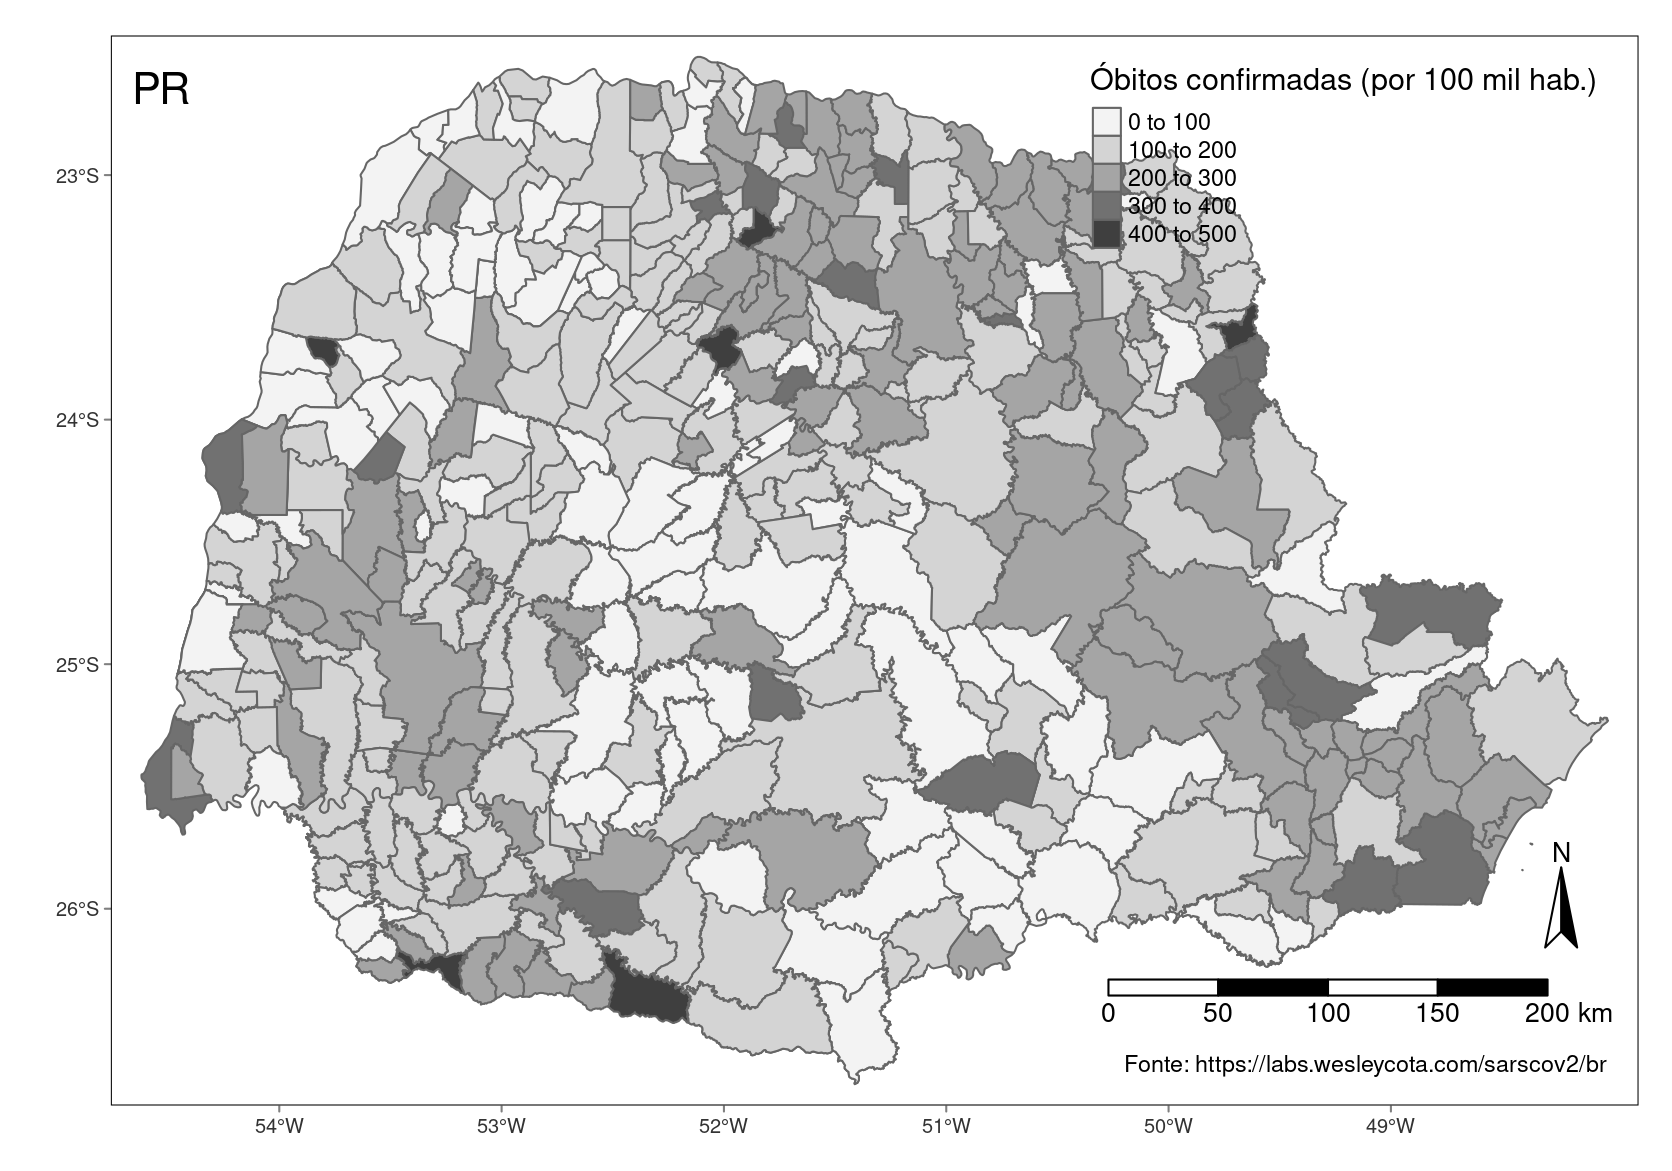 PR
Óbitos confirmadas (por 100 mil hab.)
0 to 100
100 to 200
200 to 300
300 to 400
400 to 500
23°S
24°S
25°S
26°S
N
0 50 100 150 200 km
Fonte: https://labs.wesleycota.com/sarscov2/br
54°W 53°W 52°W 51°W 50°W 49°W